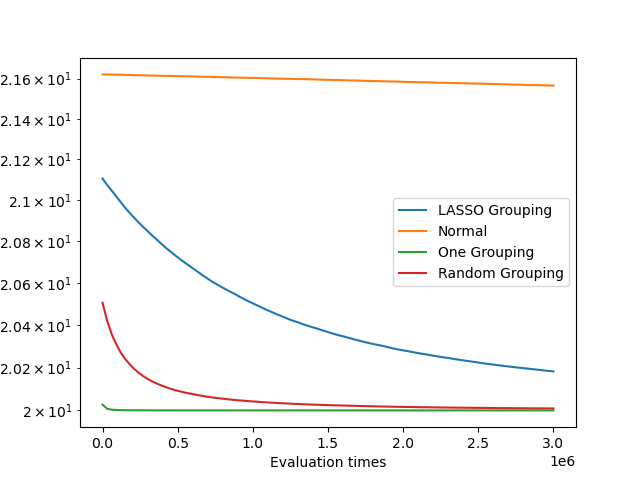 2.16 × 10¹
2.14 × 10¹
2.12 × 10¹
2.1 × 10¹
2.08 × 10¹
2.06 × 10¹
2.04 × 10¹
2.02 × 10¹
2 × 10¹
LASSO Grouping
Normal
One Grouping
Random Grouping
0.0 0.5 1.0 1.5 2.0 2.5 3.0
1e6
Evaluation times